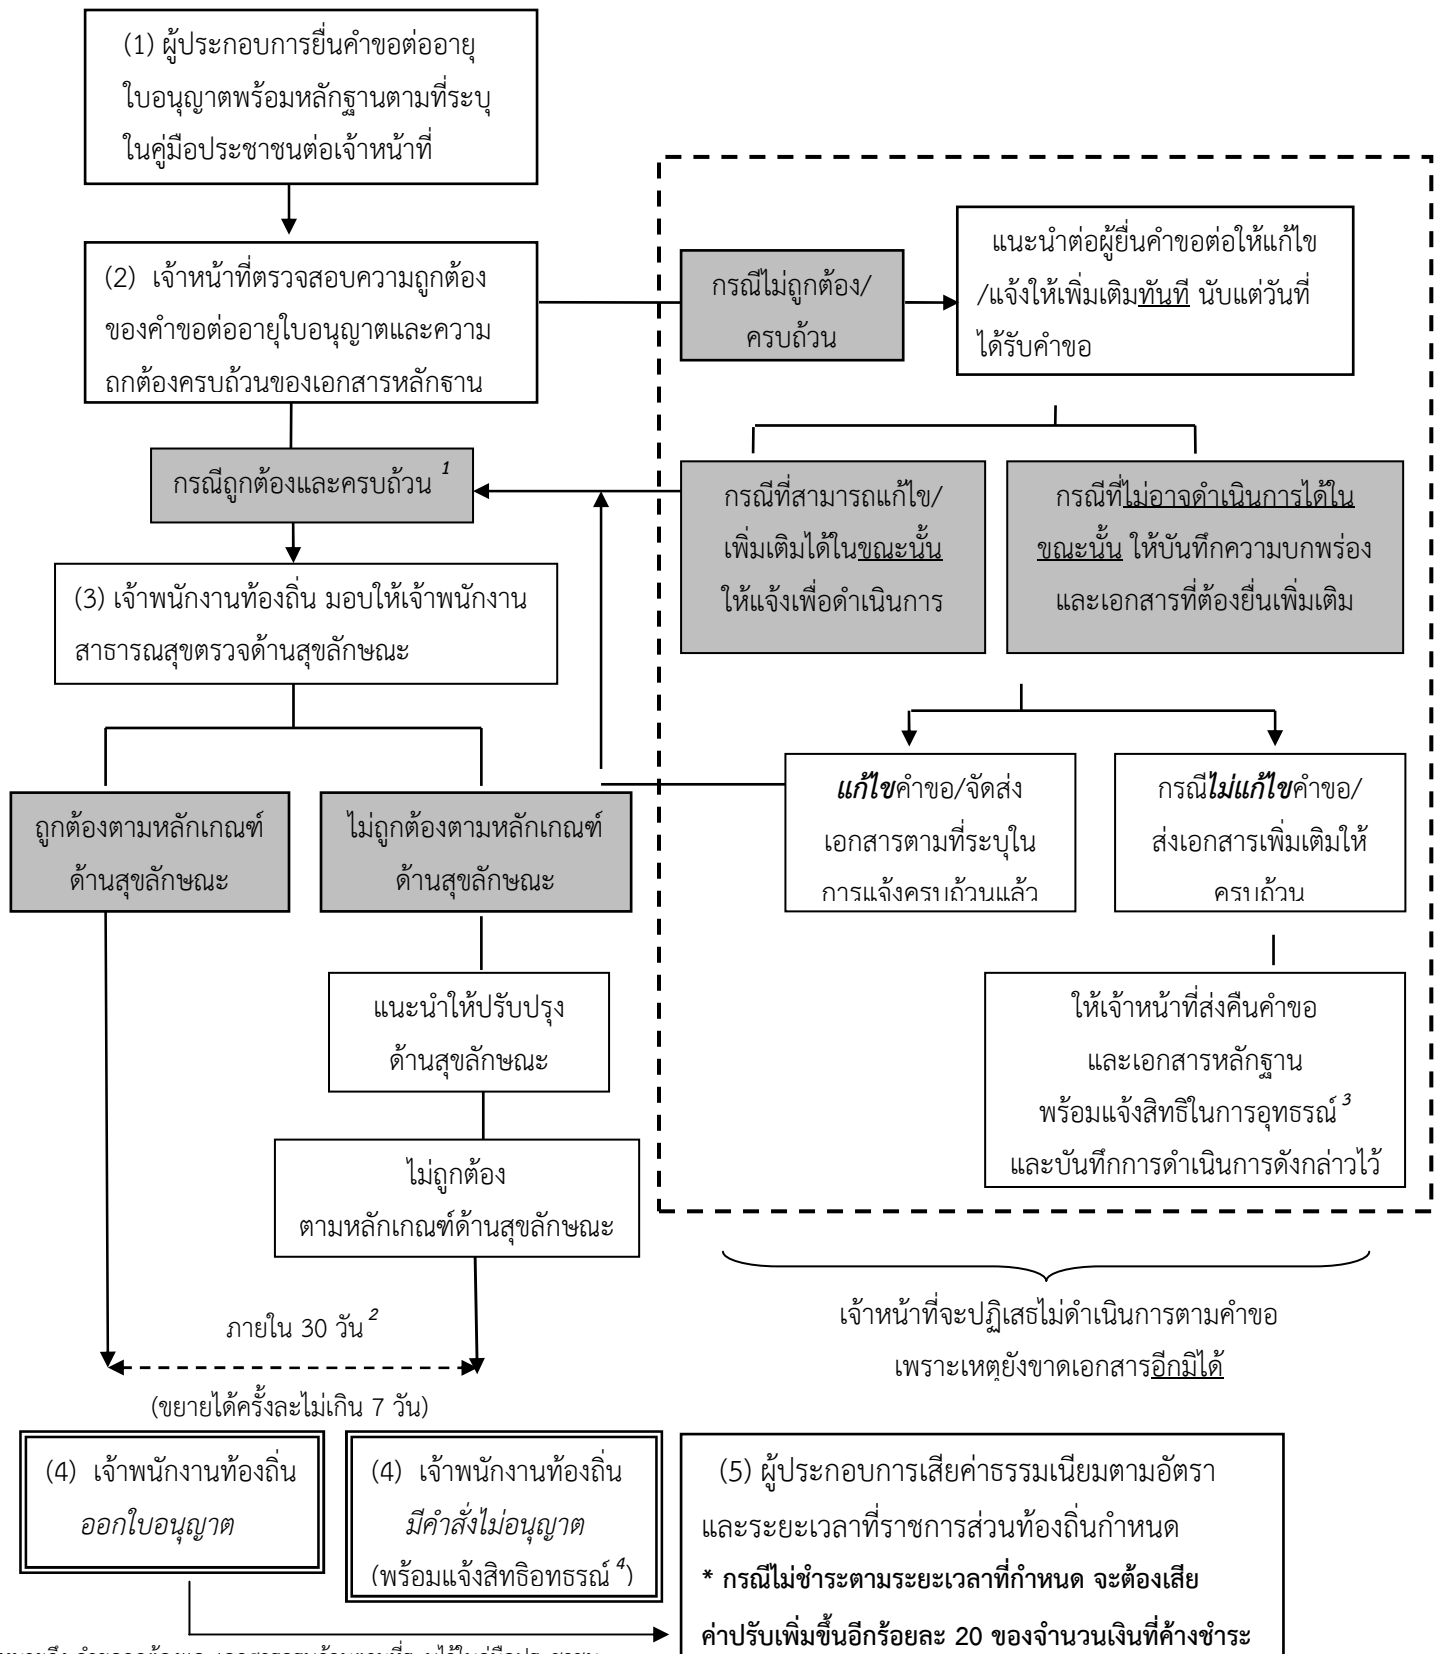 (1) ผู้ประกอบการยื่นคำขอต่ออายุ
ใบอนุญาตพร้อมหลักฐานตามที่ระบุ
ในคู่มือประชาชนต่อเจ้าหน้าที่
(2) เจ้าหน้าที่ตรวจสอบความถูกต้อง
ของคำขอต่ออายุใบอนุญาตและความ
ถูกต้องครบถ้วนของเอกสารหลักฐาน
กรณีไม่ถูกต้อง/
ครบถ้วน
แนะนำต่อผู้ยื่นคำขอต่อให้แก้ไข
/แจ้งให้เพิ่มเติมทันที นับแต่วันที่
ได้รับคำขอ
กรณีถูกต้องและครบถ้วน 1
กรณีที่สามารถแก้ไข/
เพิ่มเติมได้ในขณะนั้น
ให้แจ้งเพื่อดำเนินการ
กรณีที่ไม่อาจดำเนินการได้ใน
ขณะนั้น ให้บันทึกความบกพร่อง
และเอกสารที่ต้องยื่นเพิ่มเติม
(3) เจ้าพนักงานท้องถิ่น มอบให้เจ้าพนักงาน
สาธารณสุขตรวจด้านสุขลักษณะ
ถูกต้องตามหลักเกณฑ์
ด้านสุขลักษณะ
ไม่ถูกต้องตามหลักเกณฑ์
ด้านสุขลักษณะ
แก้ไขคำขอ/จัดส่ง
เอกสารตามที่ระบุใน
การแจ้งครบถ้วนแล้ว
กรณีไม่แก้ไขคำขอ/
ส่งเอกสารเพิ่มเติมให้
ครบถ้วน
แนะนำให้ปรับปรุง
ด้านสุขลักษณะ
ให้เจ้าหน้าที่ส่งคืนคำขอ
และเอกสารหลักฐาน
พร้อมแจ้งสิทธิในการอุทธรณ์ 3
และบันทึกการดำเนินการดังกล่าวไว้
ไม่ถูกต้อง
ตามหลักเกณฑ์ด้านสุขลักษณะ
ภายใน 30 วัน 2
(ขยายได้ครั้งละไม่เกิน 7 วัน)
เจ้าหน้าที่จะปฏิเสธไม่ดำเนินการตามคำขอ
เพราะเหตุยังขาดเอกสารอีกมิได้
(4) เจ้าพนักงานท้องถิ่น
ออกใบอนุญาต
(4) เจ้าพนักงานท้องถิ่น
มีคำสั่งไม่อนุญาต
(พร้อมแจ้งสิทธิอุทธรณ์ 4)
(5) ผู้ประกอบการเสียค่าธรรมเนียมตามอัตรา
และระยะเวลาที่ราชการส่วนท้องถิ่นกำหนด
* กรณีไม่ชำระตามระยะเวลาที่กำหนด จะต้องเสีย
ค่าปรับเพิ่มขึ้นอีกร้อยละ 20 ของจำนวนเงินที่ค้างชำระ